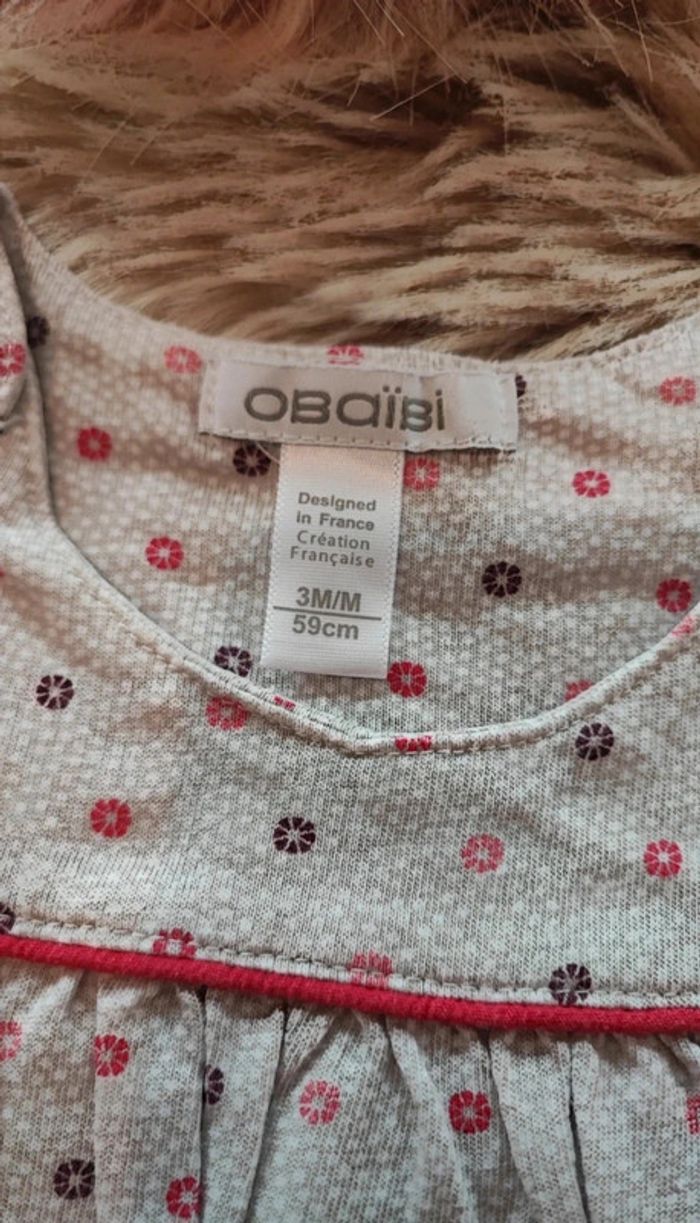 OBaïBi
Designed
in France
Création
Française
3M/M
59cm